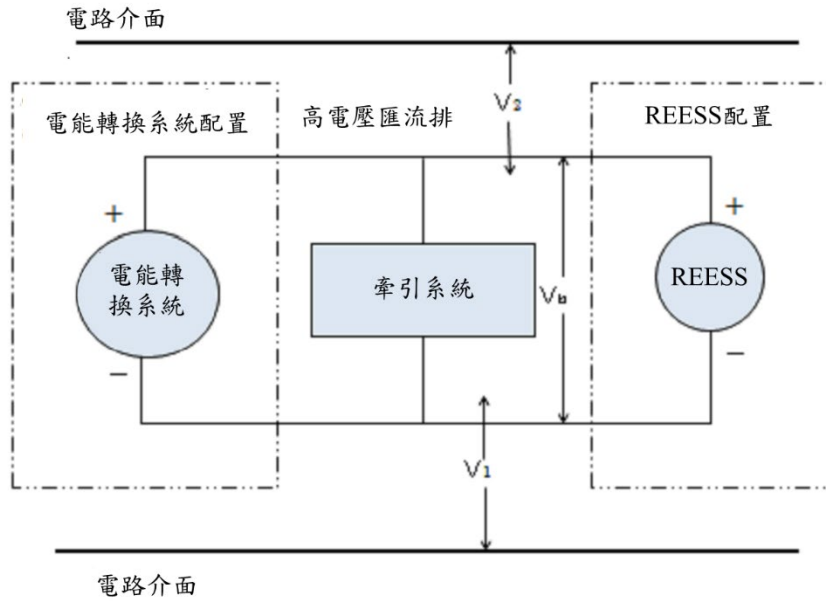 電路介面
V2
電能轉換系統配置
高電壓匯流排
REESS配置
+
+
電能轉
換系統
牽引系統
Vb
REESS
−
−
V1
電路介面